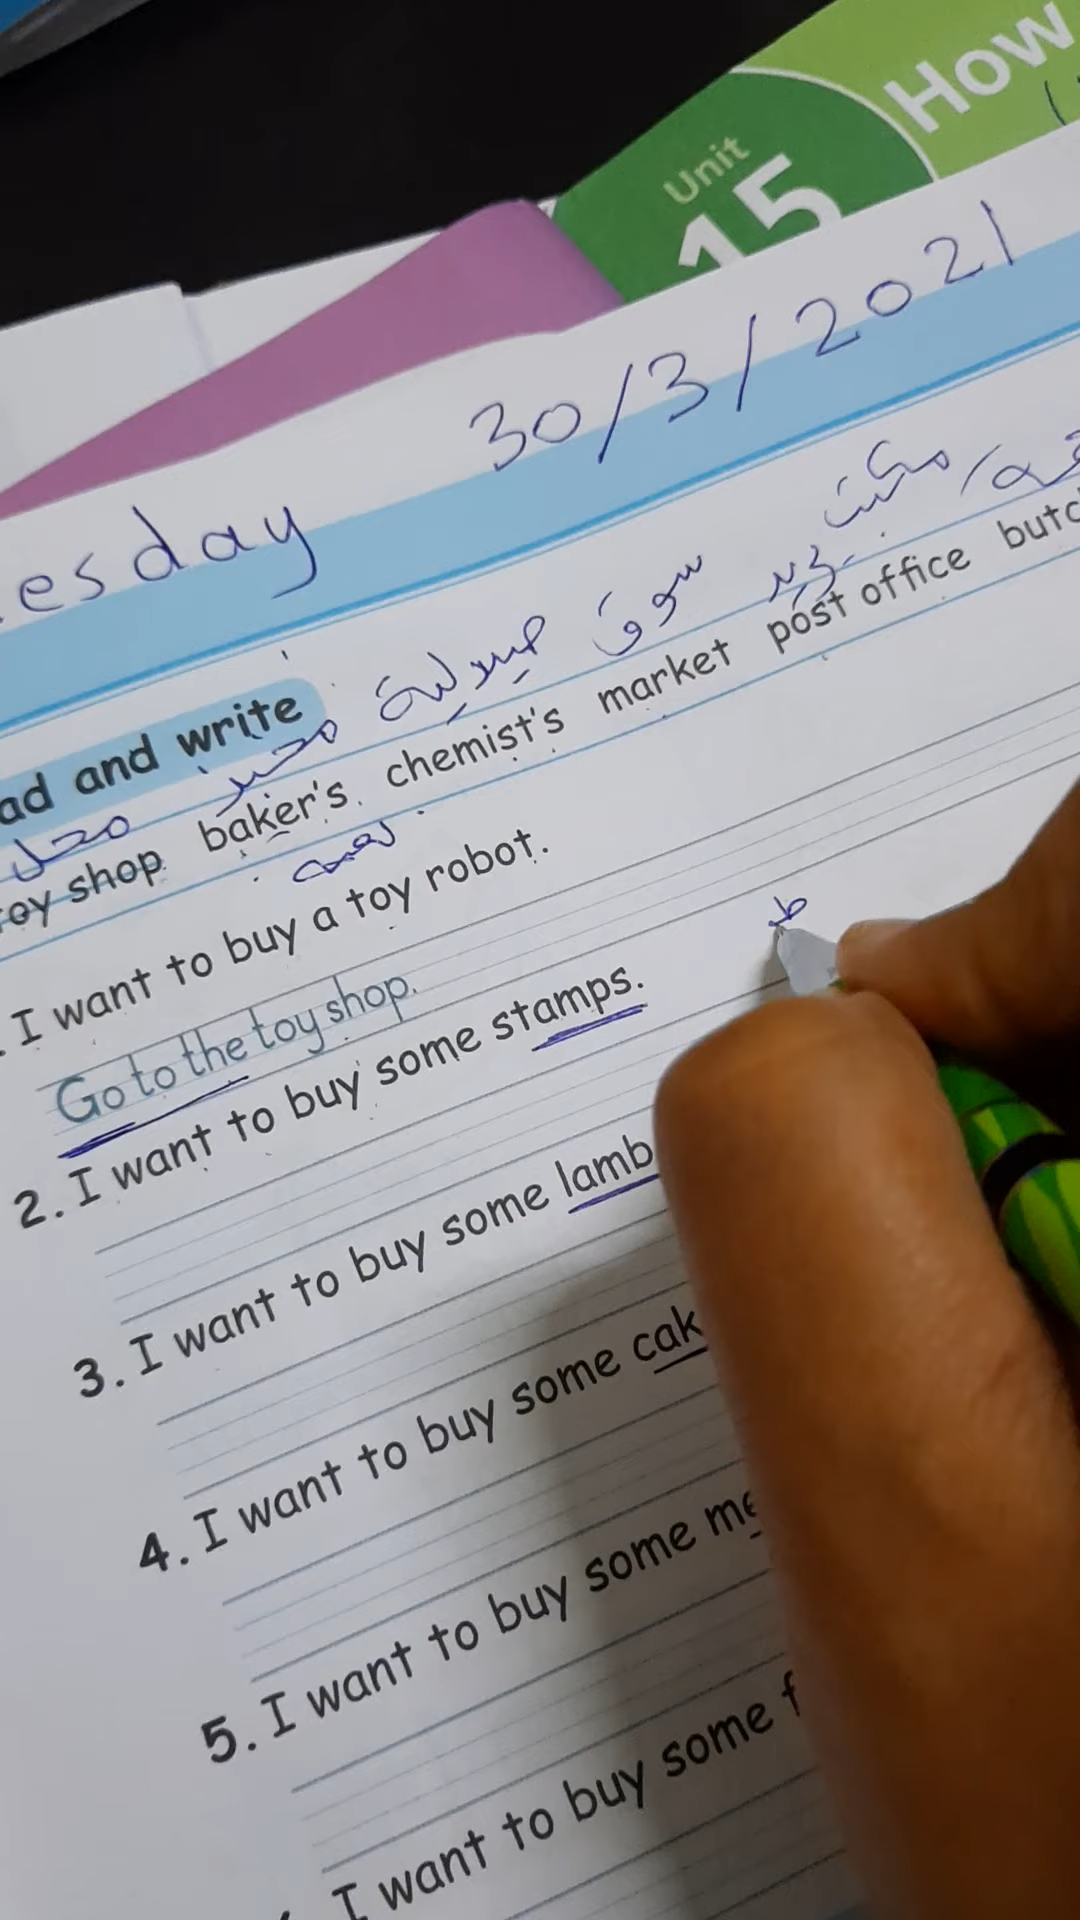 Unit 15 How
esday 30/3/2021
مكتب
محل مخبز صيدلية سوق بريد
ad and write
oy shop baker's chemist's market post office butc
لعبة
I want to buy a toy robot.
Go to the toy shop.
2. I want to buy some stamps.
3. I want to buy some lamb
4. I want to buy some cak
5. I want to buy some me
I want to buy some f